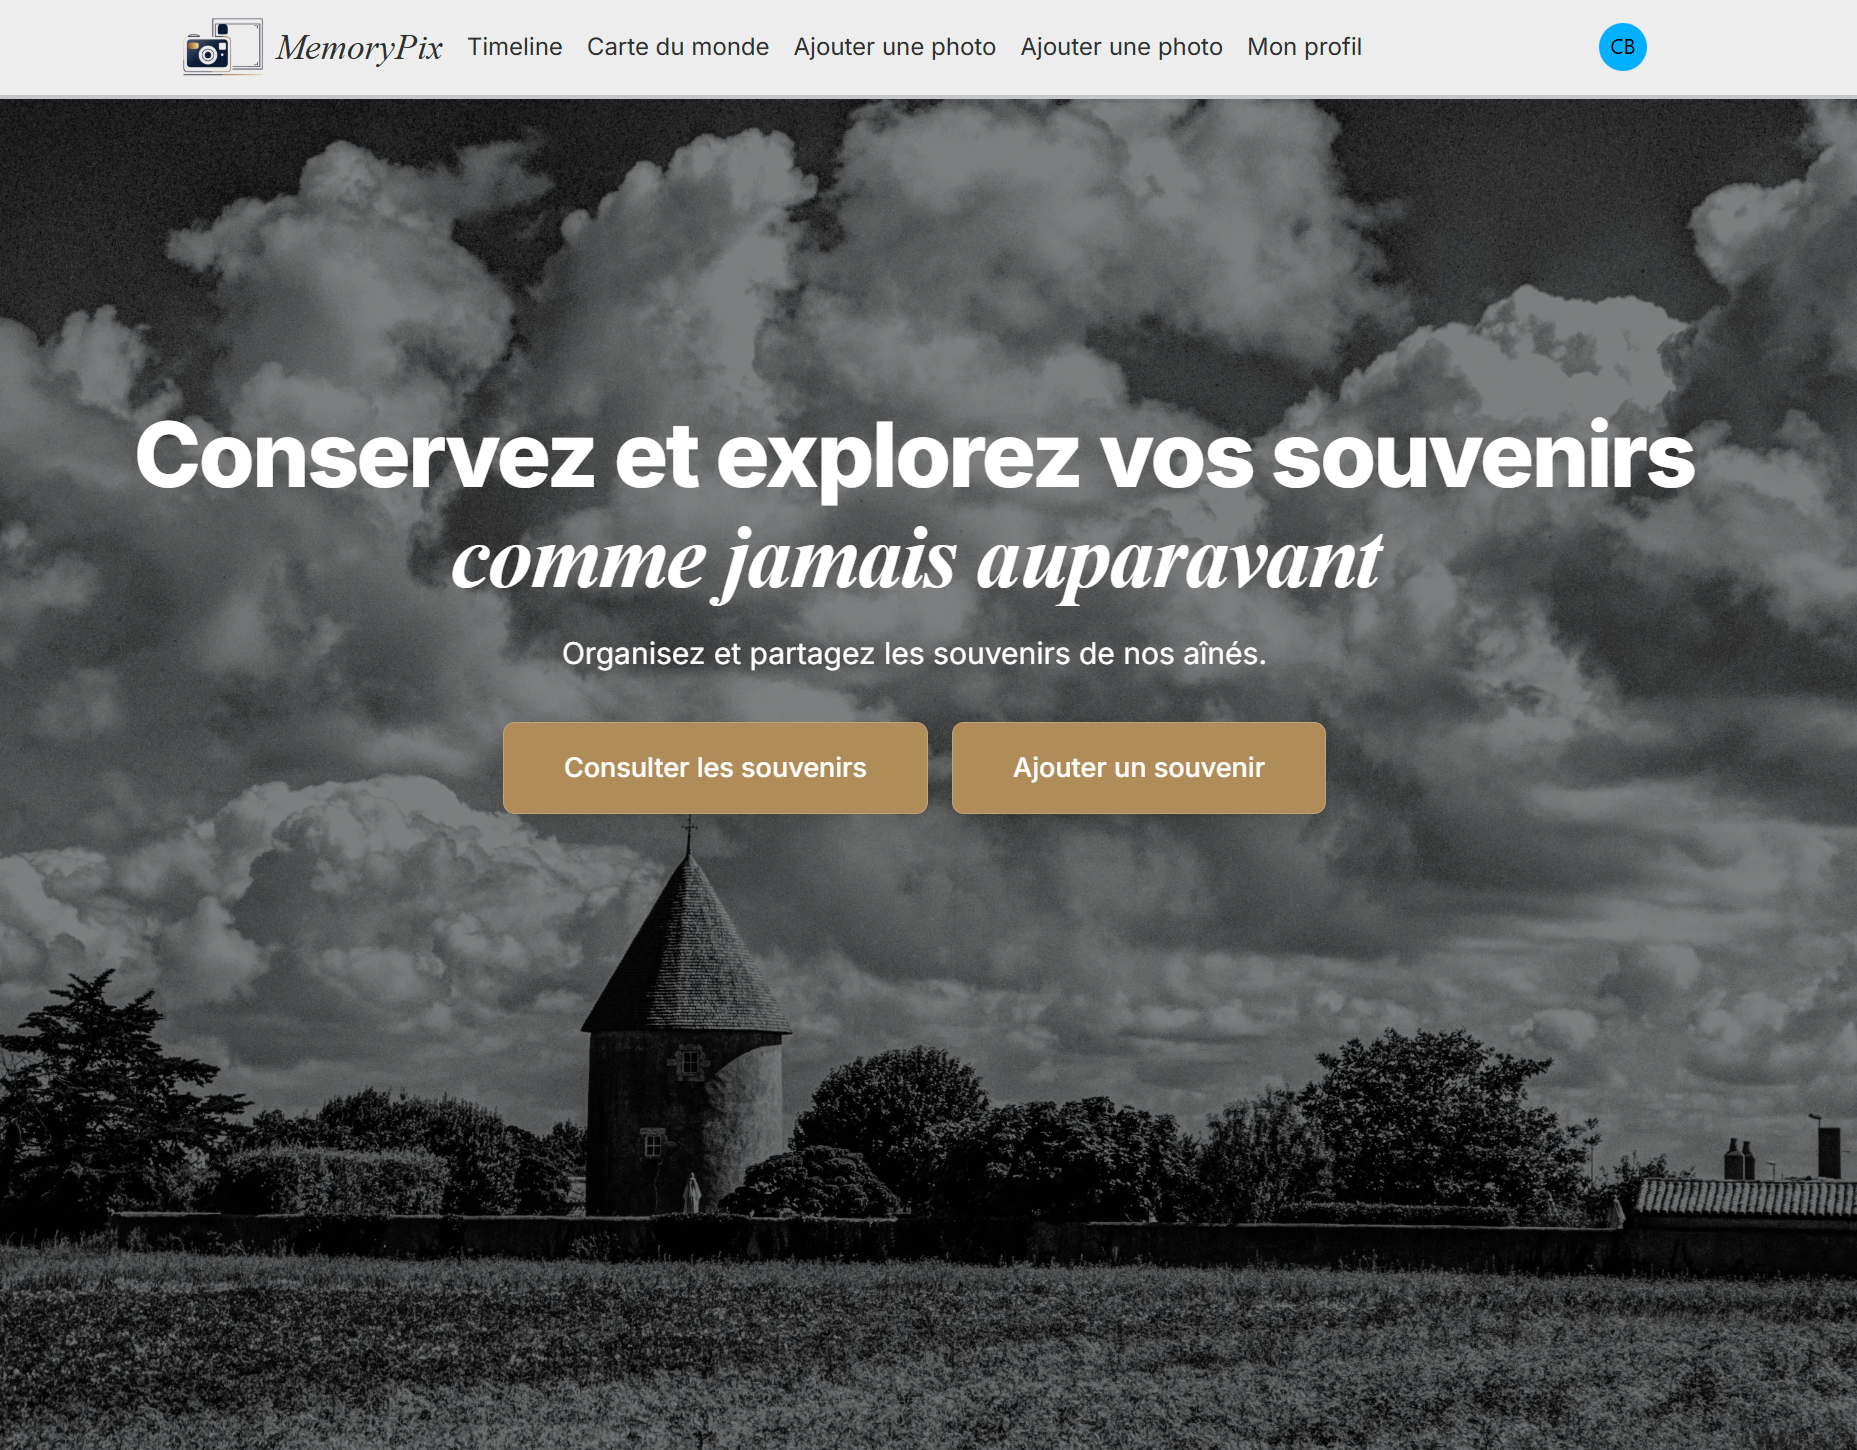 MemoryPix Timeline Carte du monde Ajouter une photo Ajouter une photo Mon profil CB
Conservez et explorez vos souvenirs
comme jamais auparavant
Organisez et partagez les souvenirs de nos aînés.
Consulter les souvenirs Ajouter un souvenir